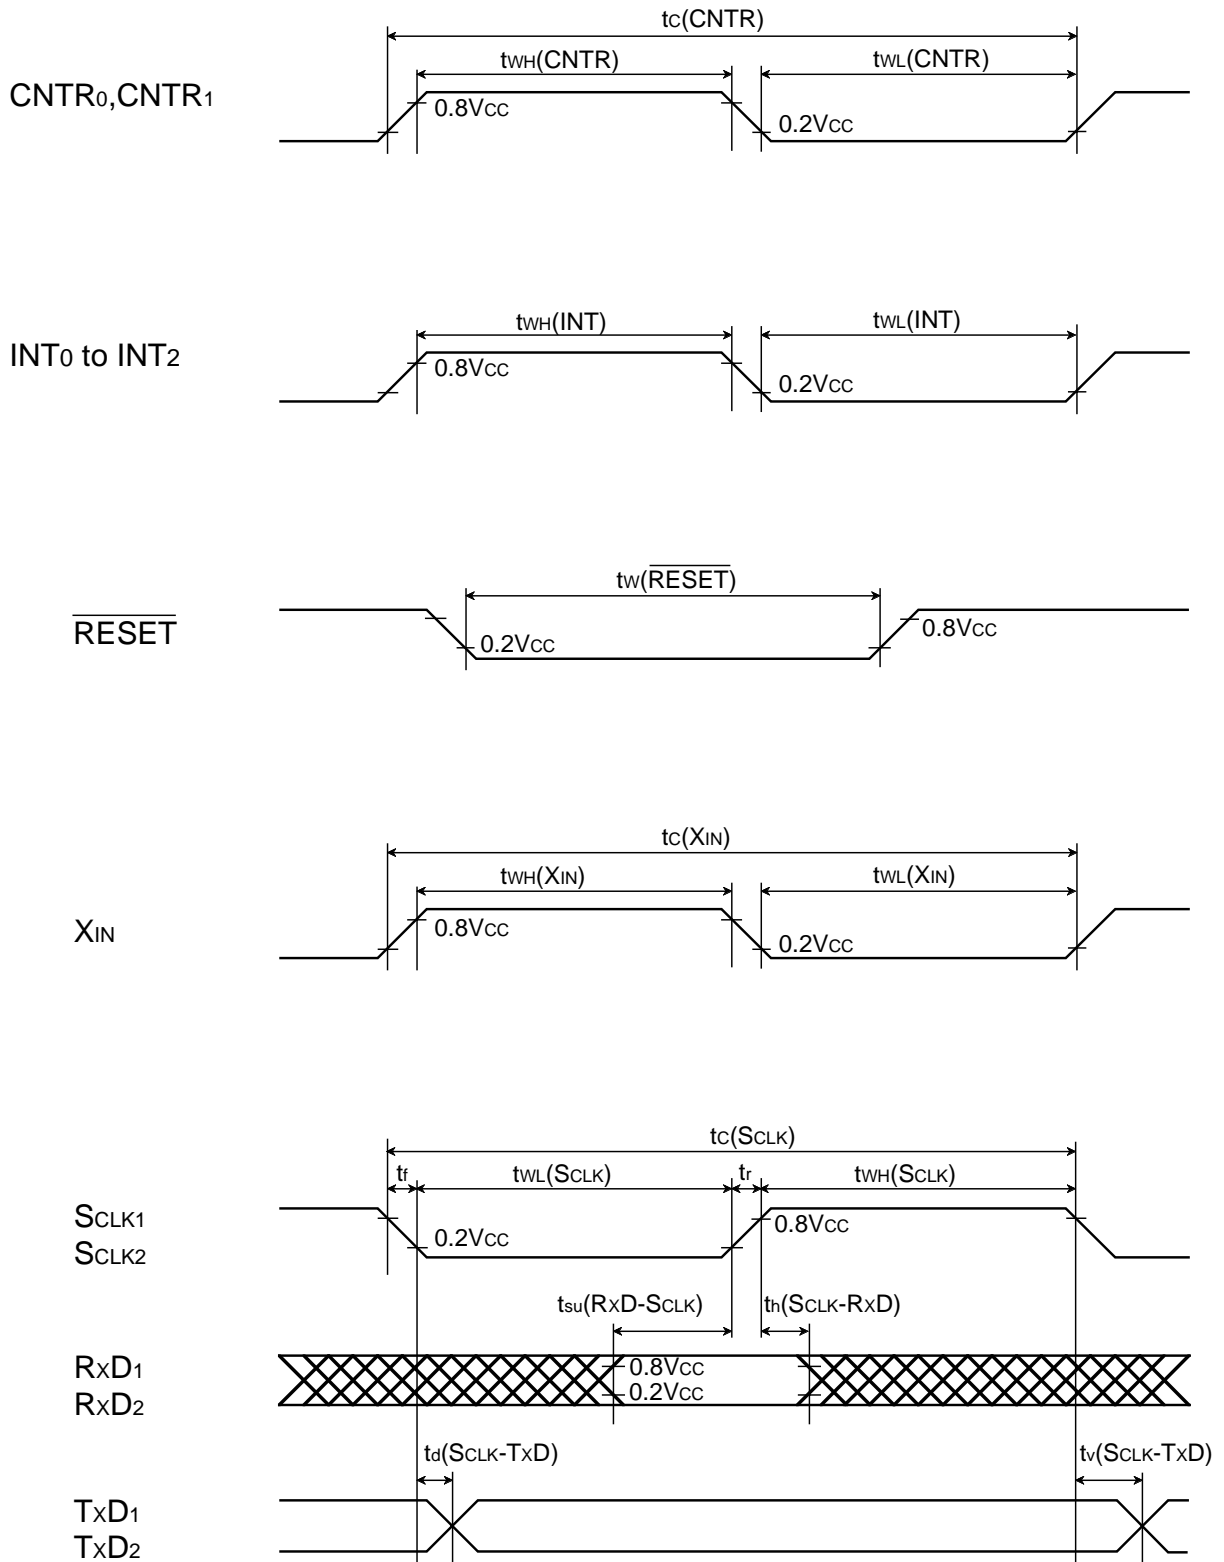 tC(CNTR)
tWH(CNTR)
tWL(CNTR)
CNTR0,CNTR1
0.8VCC
0.2VCC
tWH(INT)
tWL(INT)
INT0 to INT2
0.8VCC
0.2VCC
tW(RESET)
RESET
0.2VCC
0.8VCC
tC(XIN)
tWH(XIN)
tWL(XIN)
XIN
0.8VCC
0.2VCC
tC(SCLK)
tf
tWL(SCLK)
tr
tWH(SCLK)
SCLK1
SCLK2
0.2VCC
0.8VCC
tsu(RXD-SCLK)
th(SCLK-RXD)
RXD1
RXD2
0.8VCC
0.2VCC
td(SCLK-TXD)
tv(SCLK-TXD)
TXD1
TXD2